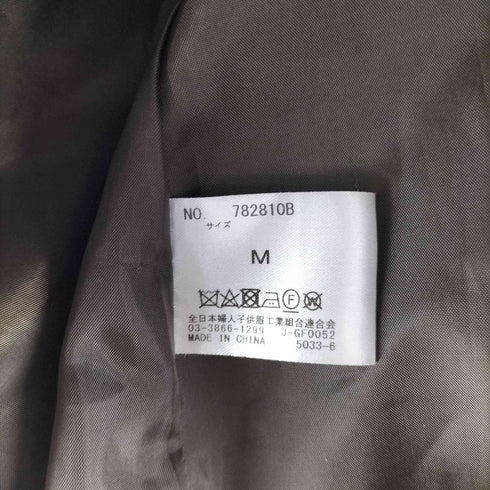 NO. 782810B
サイズ
M
F W
全日本婦人子供服工業組合連合会
03-3866-1299 J-GF0052
MADE IN CHINA 5033-6